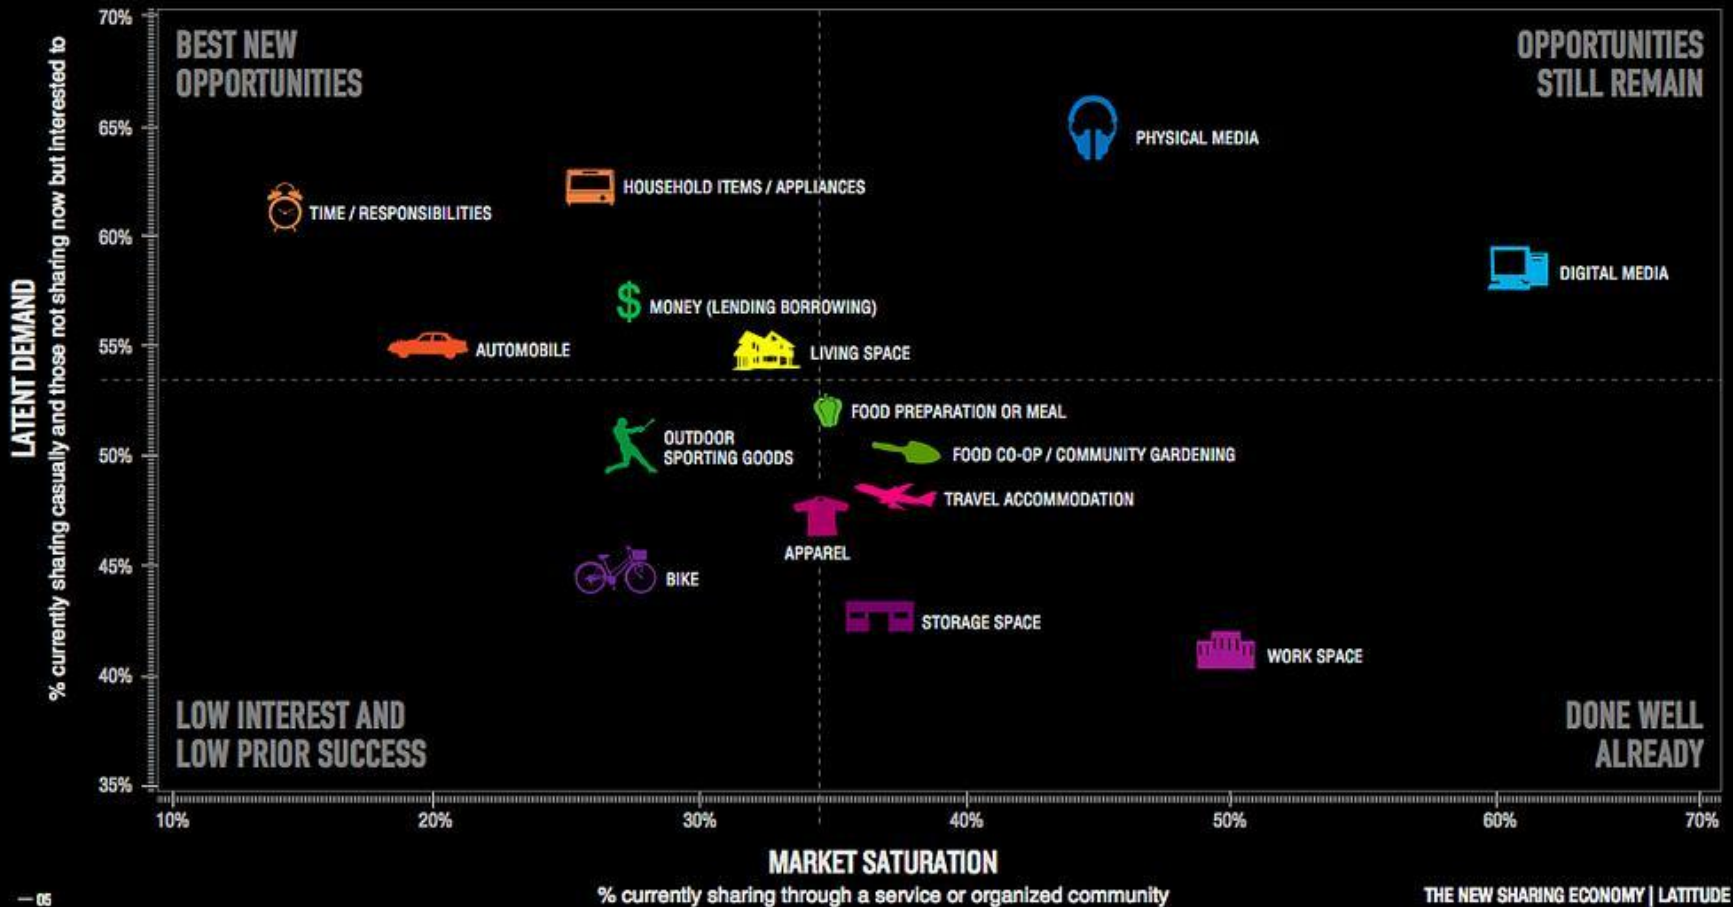 70%
BEST NEW
OPPORTUNITIES
OPPORTUNITIES
STILL REMAIN
65%
PHYSICAL MEDIA
HOUSEHOLD ITEMS / APPLIANCES
TIME / RESPONSIBILITIES
60%
DIGITAL MEDIA
$ MONEY (LENDING BORROWING)
55%
AUTOMOBILE
LIVING SPACE
LATENT DEMAND
% currently sharing casually and those not sharing now but interested to
FOOD PREPARATION OR MEAL
OUTDOOR
SPORTING GOODS
50%
FOOD CO-OP / COMMUNITY GARDENING
TRAVEL ACCOMMODATION
APPAREL
45%
BIKE
STORAGE SPACE
WORK SPACE
40%
LOW INTEREST AND
LOW PRIOR SUCCESS
DONE WELL
ALREADY
35%
10% 20% 30% 40% 50% 60% 70%
MARKET SATURATION
% currently sharing through a service or organized community
— 05
THE NEW SHARING ECONOMY | LATITUDE